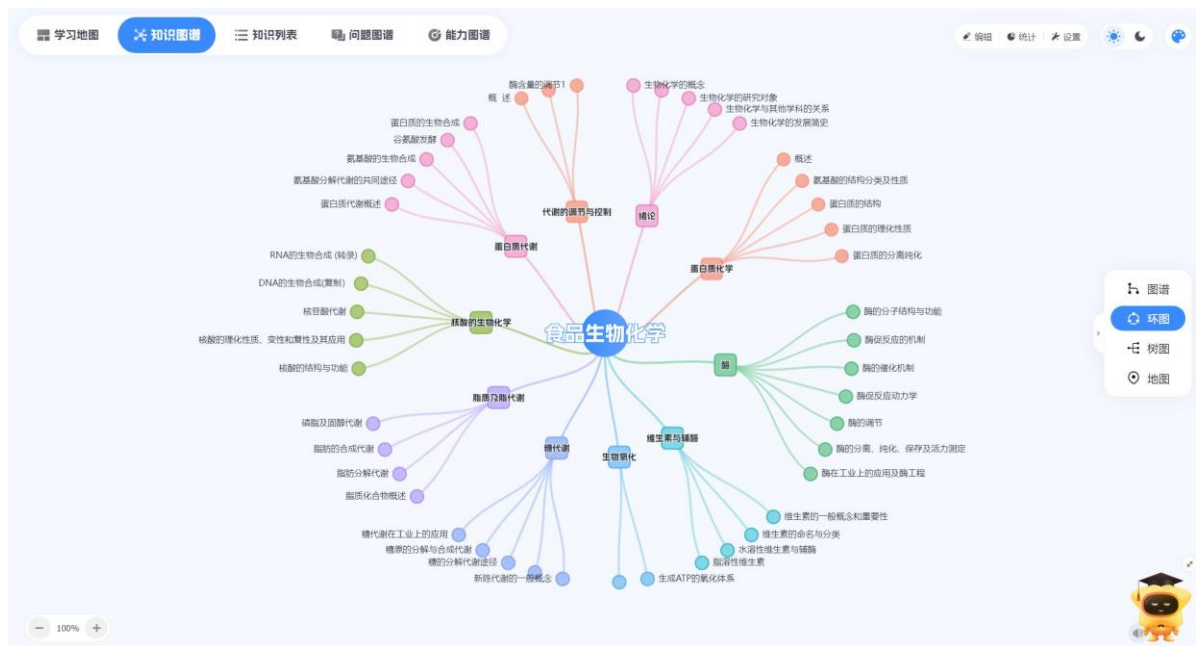 学习地图
知识图谱
知识列表
问题图谱
能力图谱
编辑
统计
设置
酶含量的调节1
概 述
生物化学的概念
生物化学的研究对象
生物化学与其他学科的关系
生物化学的发展简史
蛋白质的生物合成
谷氨酸发酵
氨基酸的生物合成
氨基酸分解代谢的共同途径
蛋白质代谢概述
概述
氨基酸的结构分类及性质
蛋白质的结构
蛋白质的理化性质
蛋白质的分离纯化
代谢的调节与控制
绪论
蛋白质代谢
蛋白质化学
RNA的生物合成 (转录)
DNA的生物合成(复制)
核苷酸代谢
核酸的理化性质、变性和复性及其应用
核酸的结构与功能
核酸的生物化学
食品生物化学
酶
酶的分子结构与功能
酶促反应的机制
酶的催化机制
酶促反应动力学
酶的调节
酶的分离、纯化、保存及活力测定
酶在工业上的应用及酶工程
脂质及脂代谢
磷脂及固醇代谢
脂肪的合成代谢
脂肪分解代谢
脂质化合物概述
糖代谢
生物氧化
维生素与辅酶
糖代谢在工业上的应用
糖原的分解与合成代谢
糖的分解代谢途径
新陈代谢的一般概念
生成ATP的氧化体系
维生素的一般概念和重要性
维生素的命名与分类
水溶性维生素与辅酶
脂溶性维生素
图谱
环图
树图
地图
100%